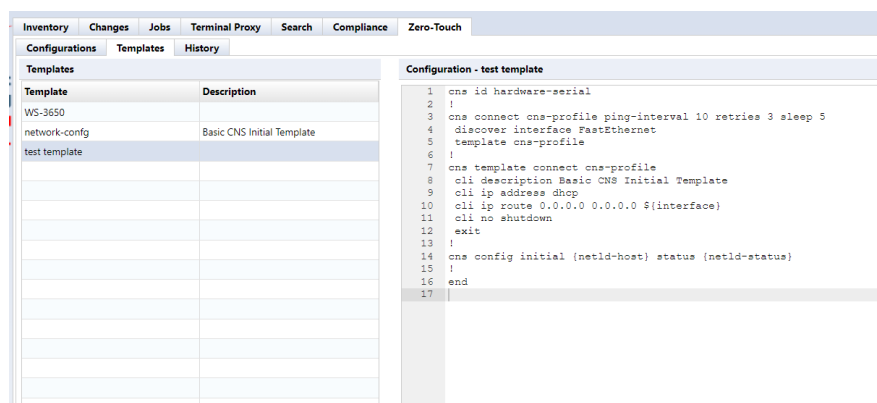 Inventory Changes Jobs Terminal Proxy Search Compliance Zero-Touch
Configurations Templates History
Templates
Template Description
WS-3650
network-confg Basic CNS Initial Template
test template
Configuration - test template
1 cns id hardware-serial
2 !
3 cns connect cns-profile ping-interval 10 retries 3 sleep 5
4 discover interface FastEthernet
5 template cns-profile
6 !
7 cns template connect cns-profile
8 cli description Basic CNS Initial Template
9 cli ip address dhcp
10 cli ip route 0.0.0.0 0.0.0.0 ${interface}
11 cli no shutdown
12 exit
13 !
14 cns config initial {netld-host} status {netld-status}
15 !
16 end
17